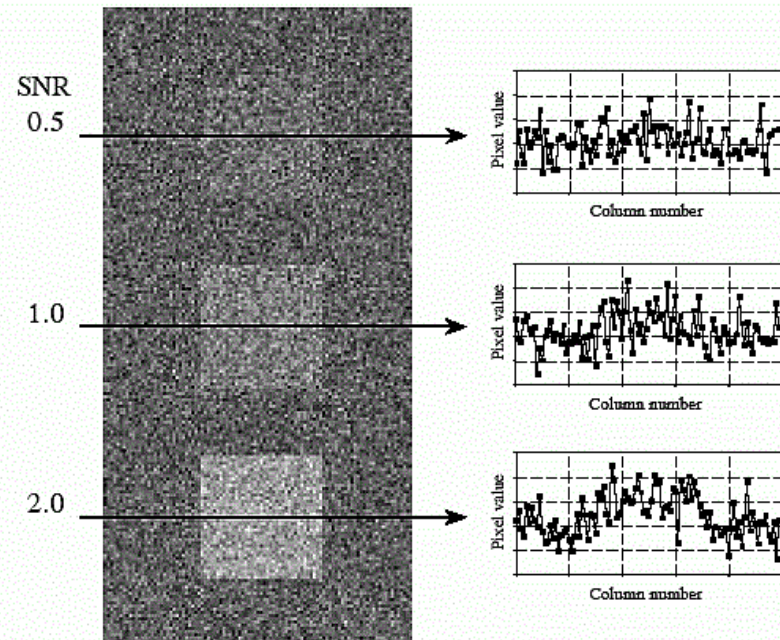 SNR
0.5
Pixel value
Column number
1.0
Pixel value
Column number
2.0
Pixel value
Column number